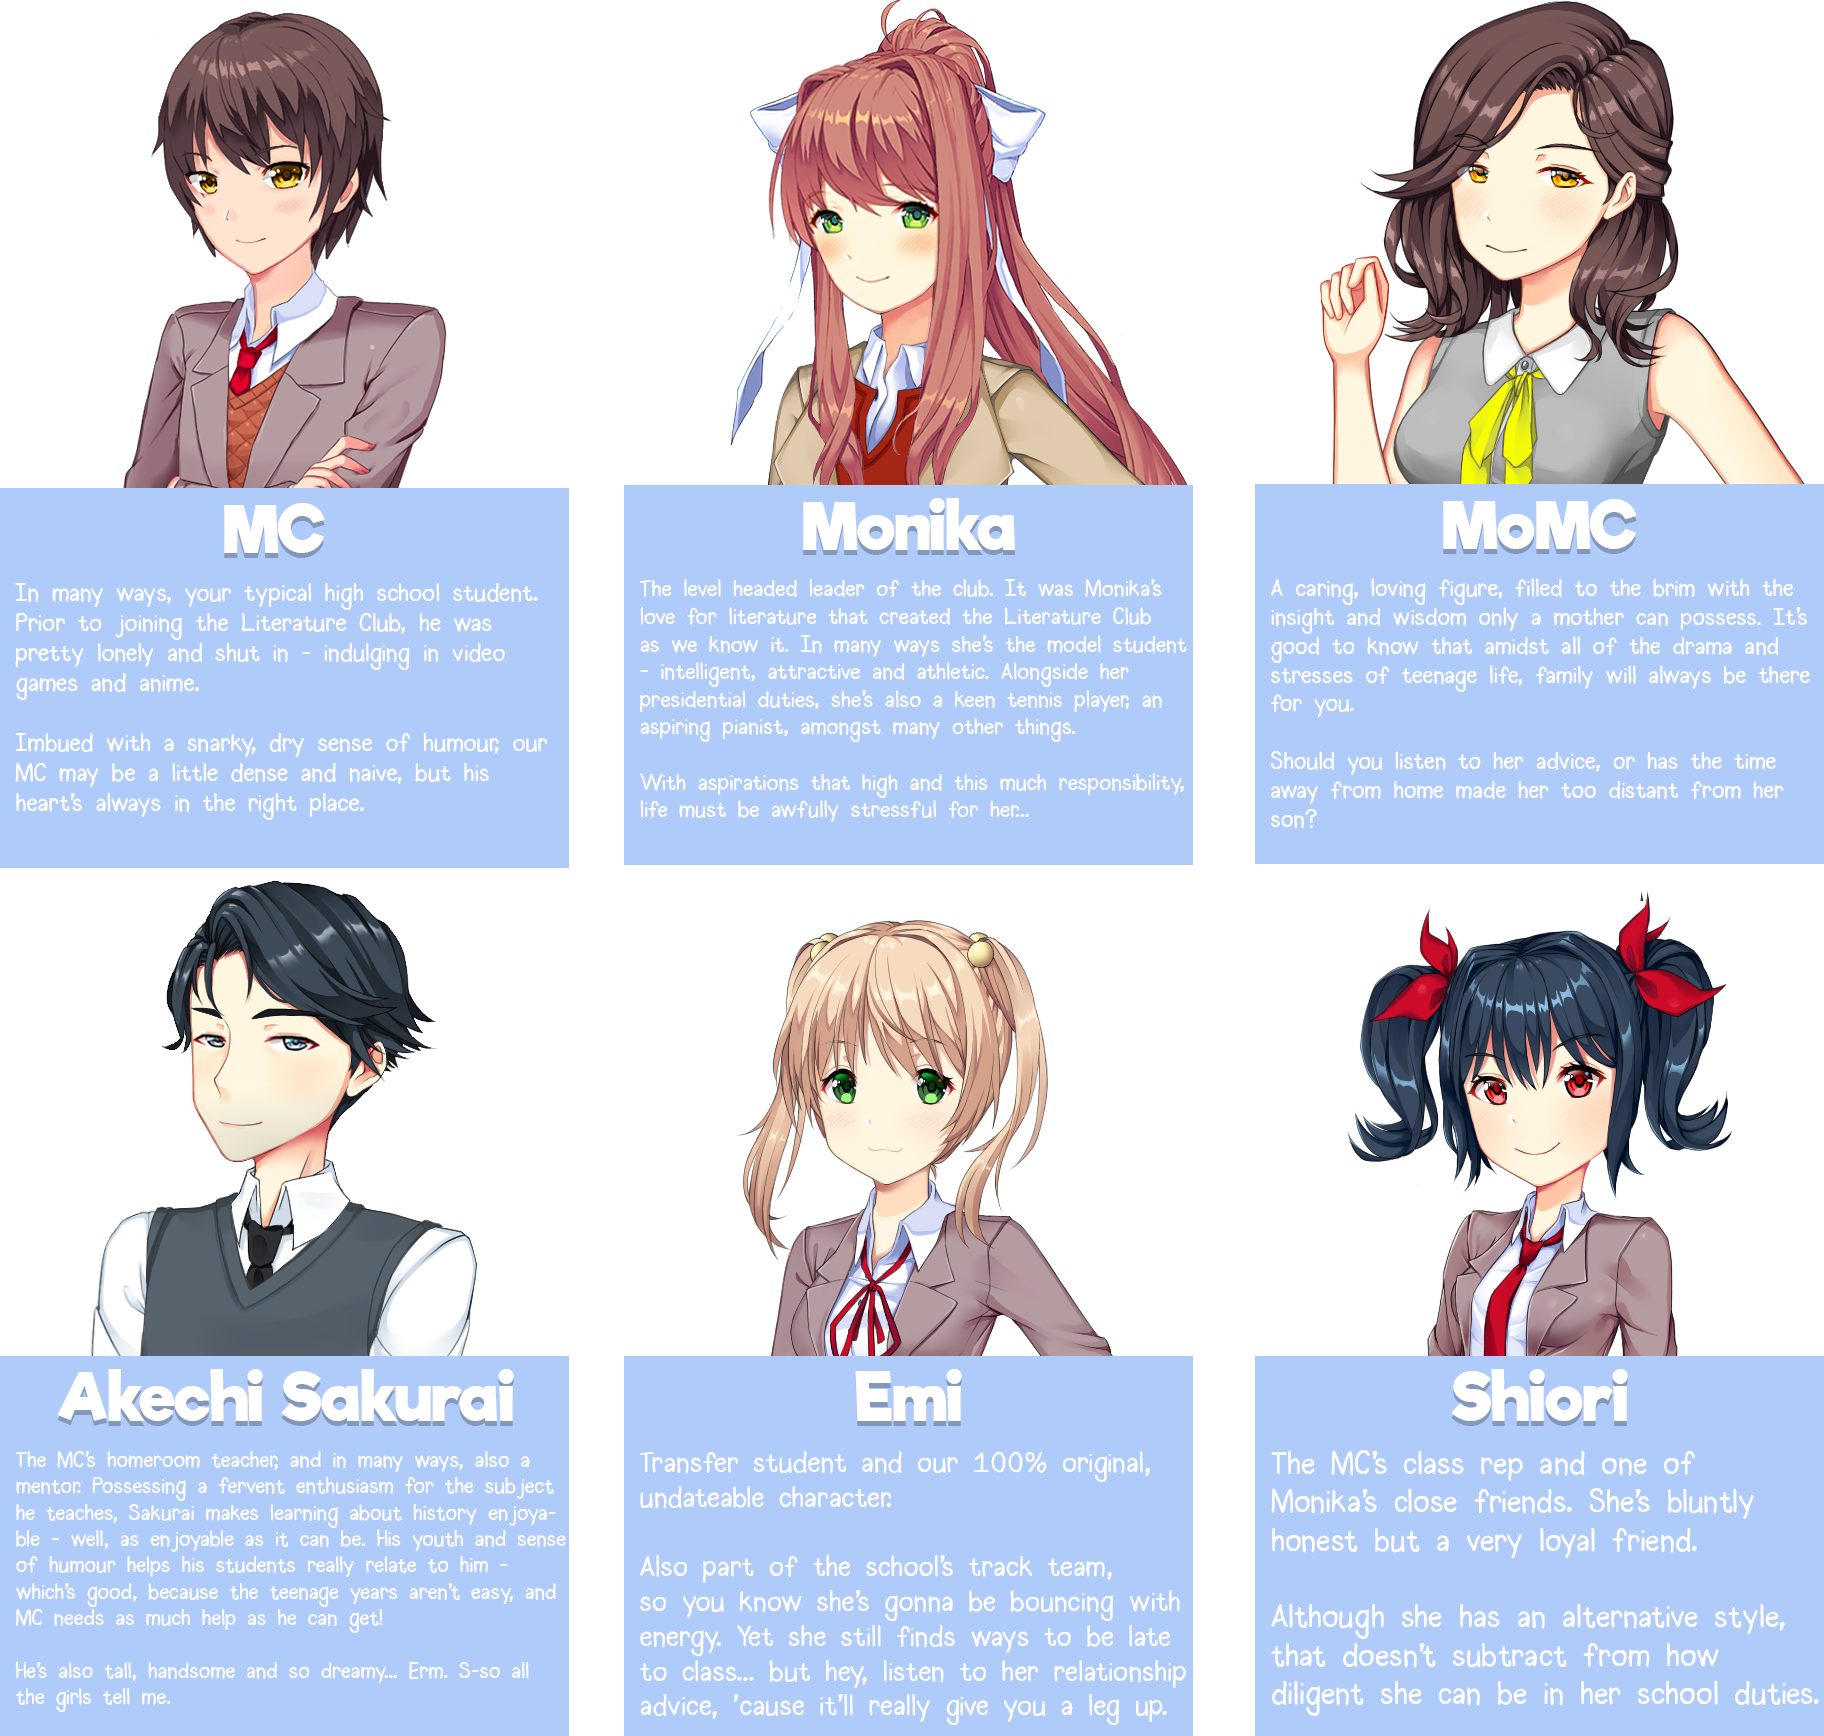 MC
In many ways, your typical high school student.
Prior to joining the Literature Club, he was
pretty lonely and shut in - indulging in video
games and anime.
Imbued with a snarky, dry sense of humour, our
MC may be a little dense and naive, but his
heart's always in the right place.
Monika
The level headed leader of the club. It was Monika's
love for literature that created the Literature Club
as we know it. In many ways she's the model student
- intelligent, attractive and athletic. Alongside her
presidential duties, she's also a keen tennis player, an
aspiring pianist, amongst many other things.
With aspirations that high and this much responsibility,
life must be awfully stressful for her...
MoMC
A caring, loving figure, filled to the brim with the
insight and wisdom only a mother can possess. It's
good to know that amidst all of the drama and
stresses of teenage life, family will always be there
for you.
Should you listen to her advice, or has the time
away from home made her too distant from her
son?
Akechi Sakurai
The MC's homeroom teacher, and in many ways, also a
mentor. Possessing a fervent enthusiasm for the subject
he teaches, Sakurai makes learning about history enjoya-
ble - well, as enjoyable as it can be. His youth and sense
of humour helps his students really relate to him -
which's good, because the teenage years aren't easy, and
MC needs as much help as he can get!
He's also tall, handsome and so dreamy... Erm. S-so all
the girls tell me.
Emi
Transfer student and our 100% original,
undateable character.
Also part of the school's track team,
so you know she's gonna be bouncing with
energy. Yet she still finds ways to be late
to class... but hey, listen to her relationship
advice, 'cause it'll really give you a leg up.
Shiori
The MC's class rep and one of
Monika's close friends. She's bluntly
honest but a very loyal friend.
Although she has an alternative style,
that doesn't subtract from how
diligent she can be in her school duties.